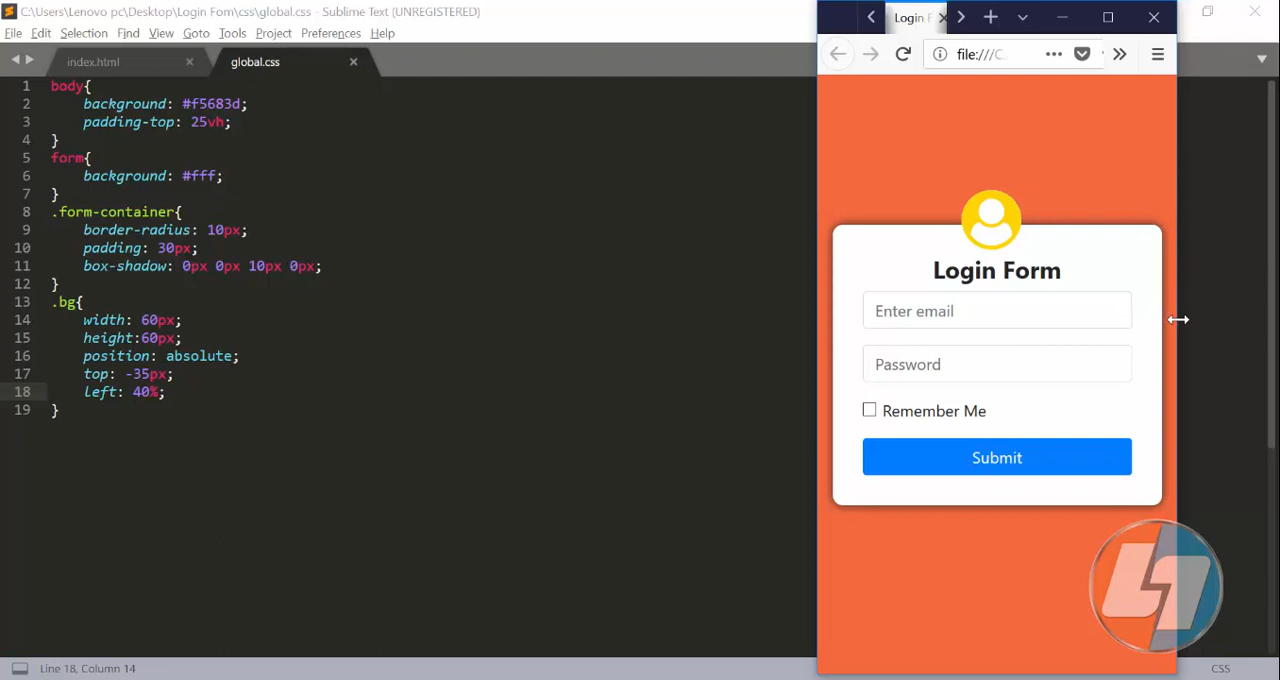 C:\Users\Lenovo pc\Desktop\Login Fom\css\global.css - Sublime Text (UNREGISTERED)
File Edit Selection Find View Goto Tools Project Preferences Help
index.html
global.css
1 body{
2 background: #f5683d;
3 padding-top: 25vh;
4 }
5 form{
6 background: #fff;
7 }
8 .form-container{
9 border-radius: 10px;
10 padding: 30px;
11 box-shadow: 0px 0px 10px 0px;
12 }
13 .bg{
14 width: 60px;
15 height:60px;
16 position: absolute;
17 top: -35px;
18 left: 40%;
19 }
Line 18, Column 14
CSS
Login F
file:///C:
Login Form
Enter email
Password
Remember Me
Submit